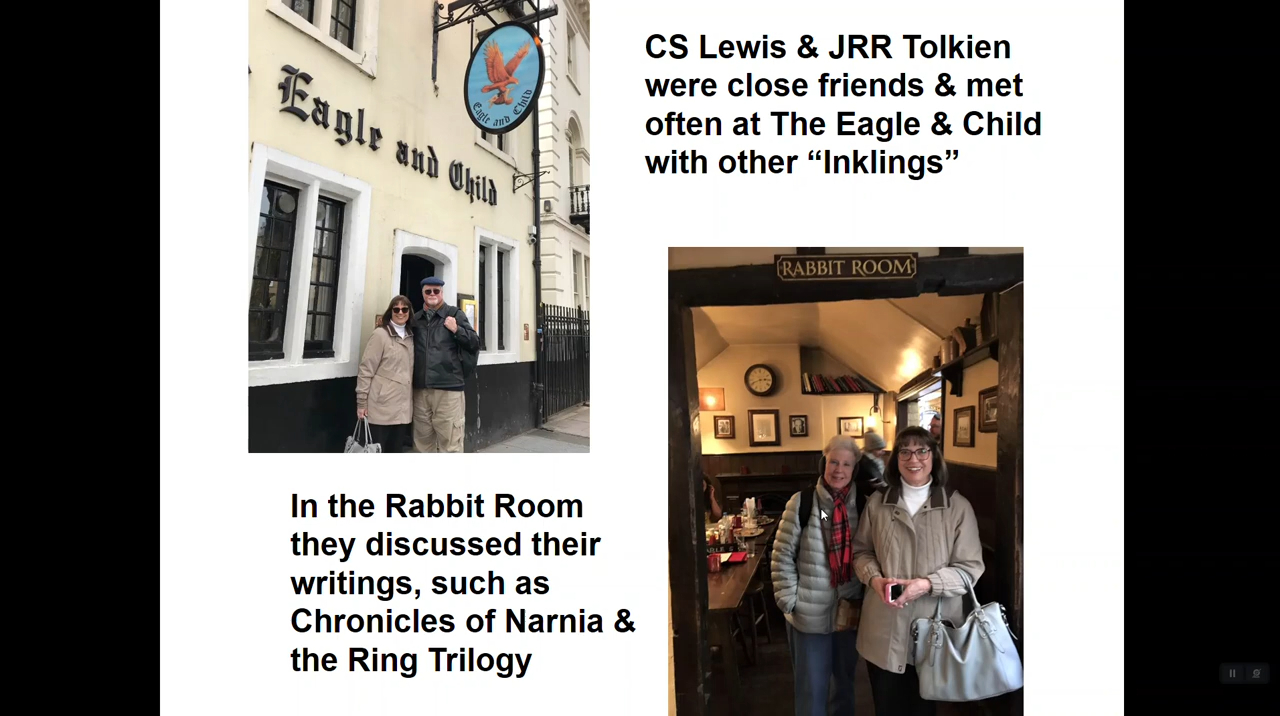 Eagle and Child
Eagle and Child
CS Lewis & JRR Tolkien
were close friends & met
often at The Eagle & Child
with other “Inklings”
RABBIT ROOM
In the Rabbit Room
they discussed their
writings, such as
Chronicles of Narnia &
the Ring Trilogy